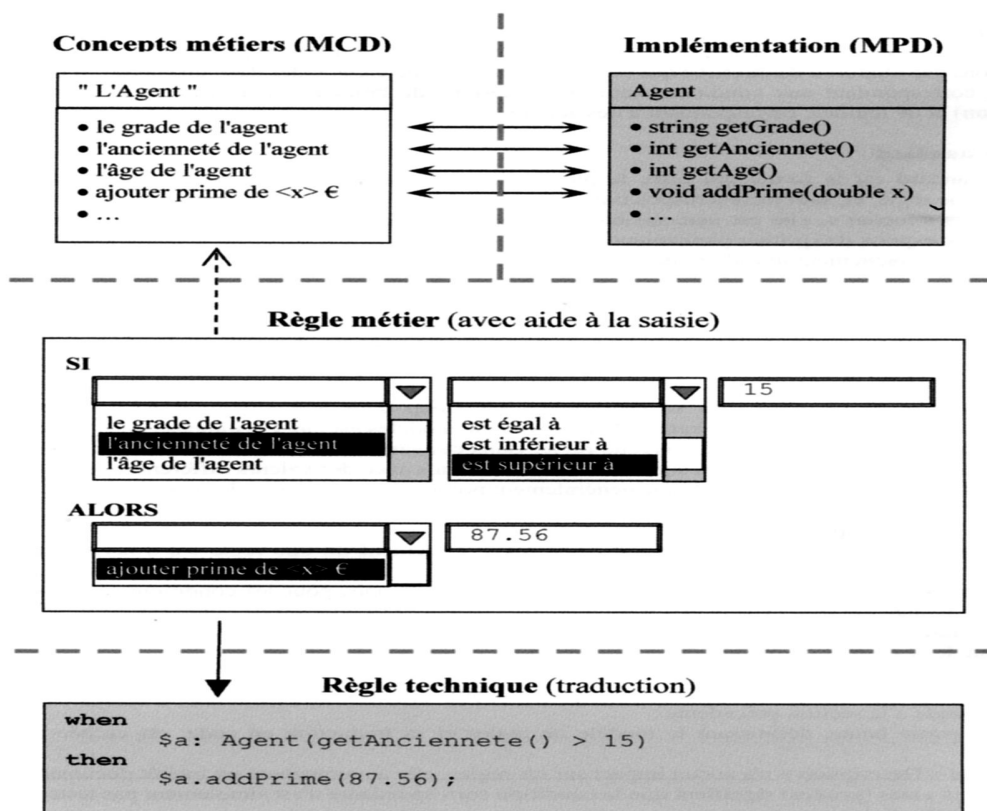 Concepts métiers (MCD)
" L'Agent "
• le grade de l'agent
• l'ancienneté de l'agent
• l'âge de l'agent
• ajouter prime de <x> €
• ...
Implémentation (MPD)
Agent
• string getGrade()
• int getAnciennete()
• int getAge()
• void addPrime(double x)
• ...
Règle métier (avec aide à la saisie)
SI
le grade de l'agent
l'ancienneté de l'agent
l'âge de l'agent
est égal à
est inférieur à
est supérieur à
15
ALORS
ajouter prime de <x> €
87.56
Règle technique (traduction)
when
$a: Agent(getAnciennete() > 15)
then
$a.addPrime(87.56);